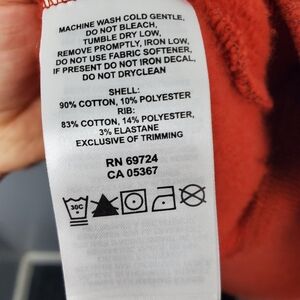 MACHINE WASH COLD GENTLE,
DO NOT BLEACH,
TUMBLE DRY LOW,
REMOVE PROMPTLY, IRON LOW,
DO NOT USE FABRIC SOFTENER,
IF PRESENT DO NOT IRON DECAL,
DO NOT DRYCLEAN
SHELL:
90% COTTON, 10% POLYESTER
RIB:
83% COTTON, 14% POLYESTER,
3% ELASTANE
EXCLUSIVE OF TRIMMING
RN 69724
CA 05367
30C